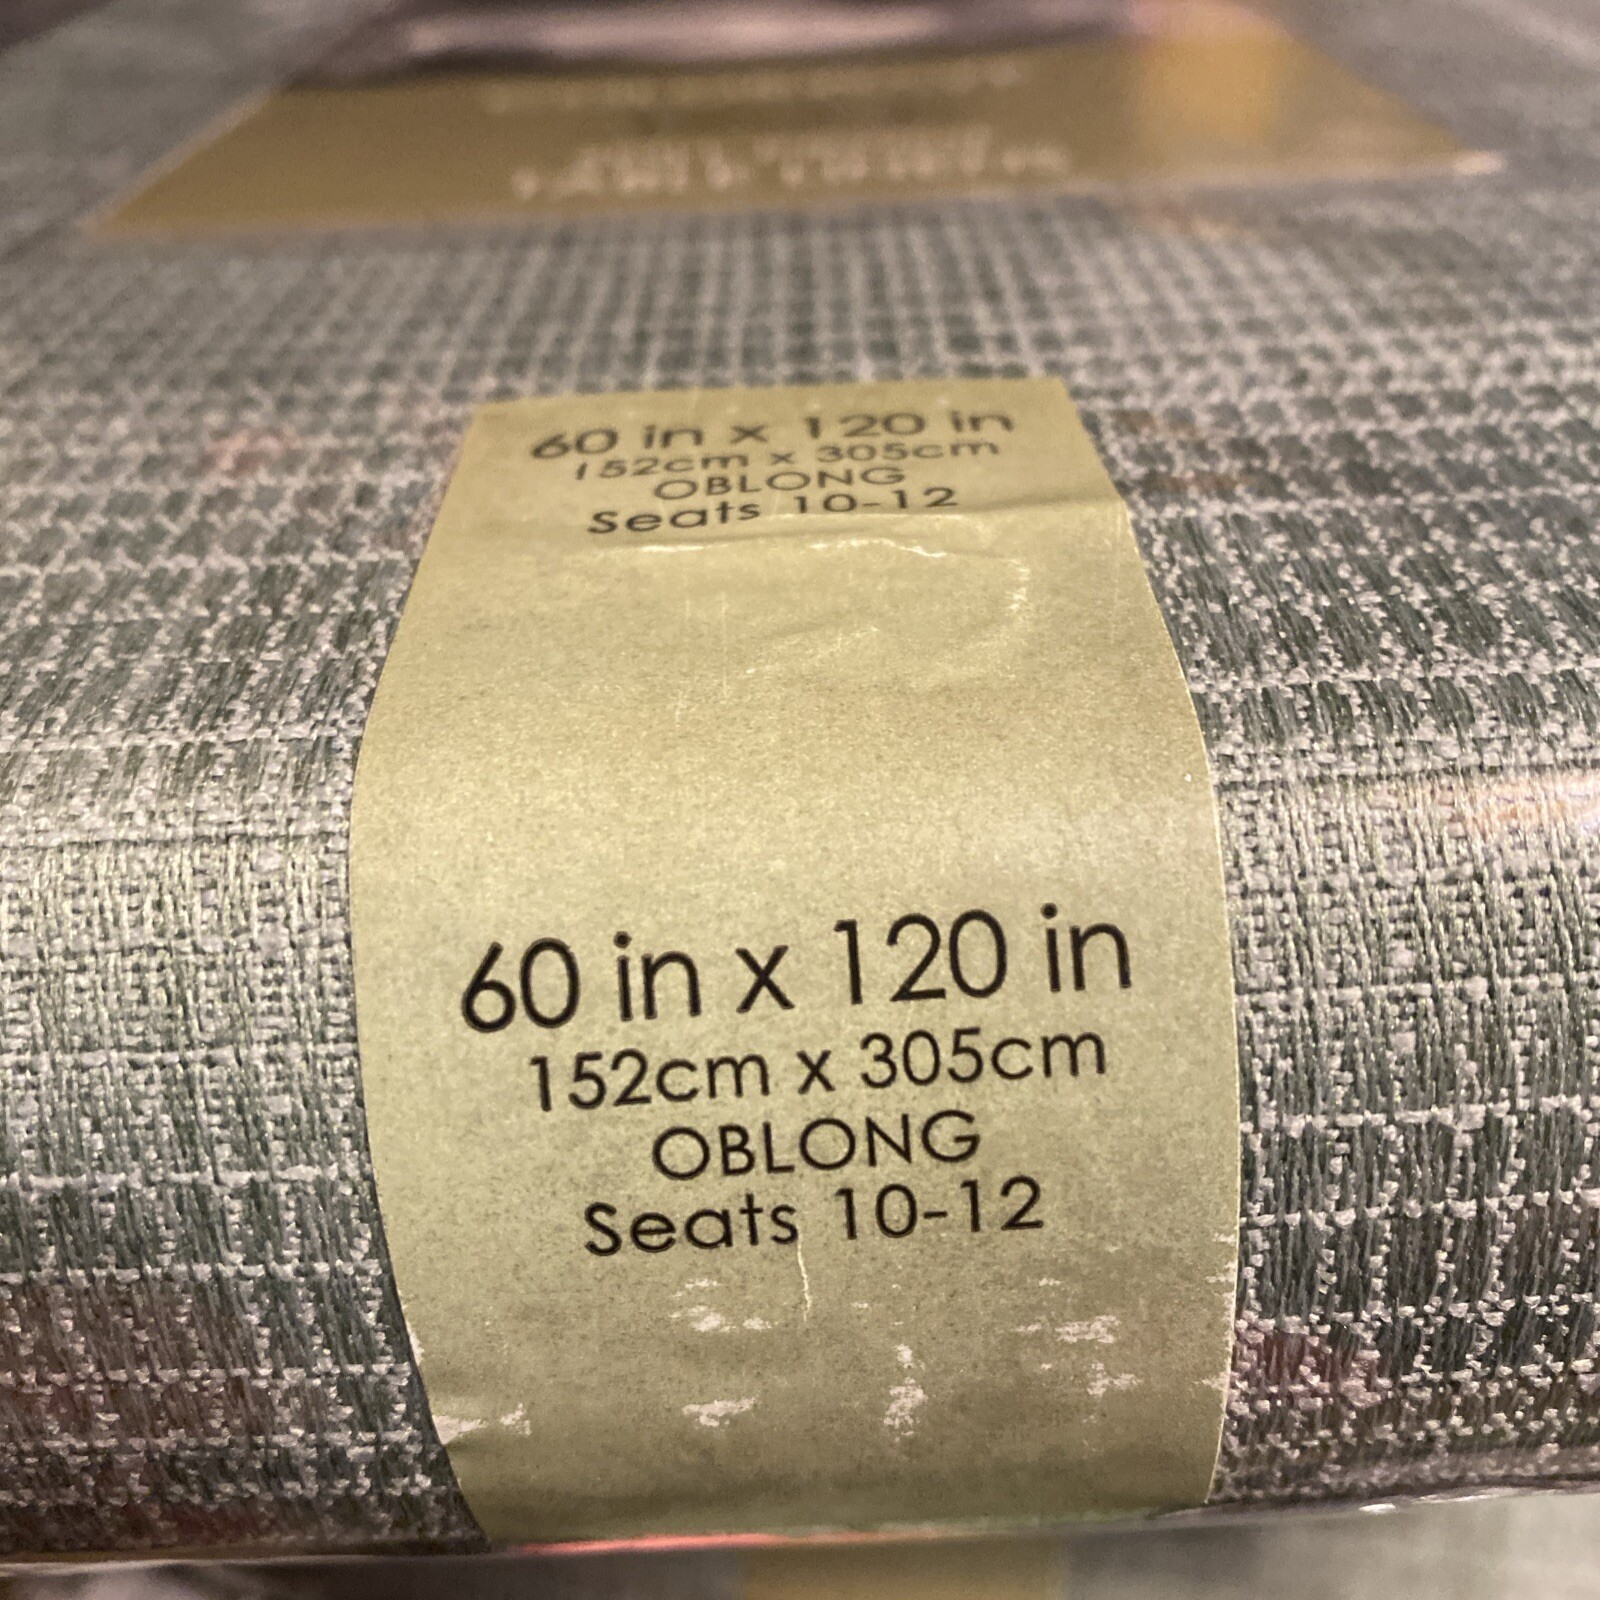 60 in x 120 in
152cm x 305cm
OBLONG
Seats 10-12
60 in x 120 in
152cm x 305cm
OBLONG
Seats 10-12